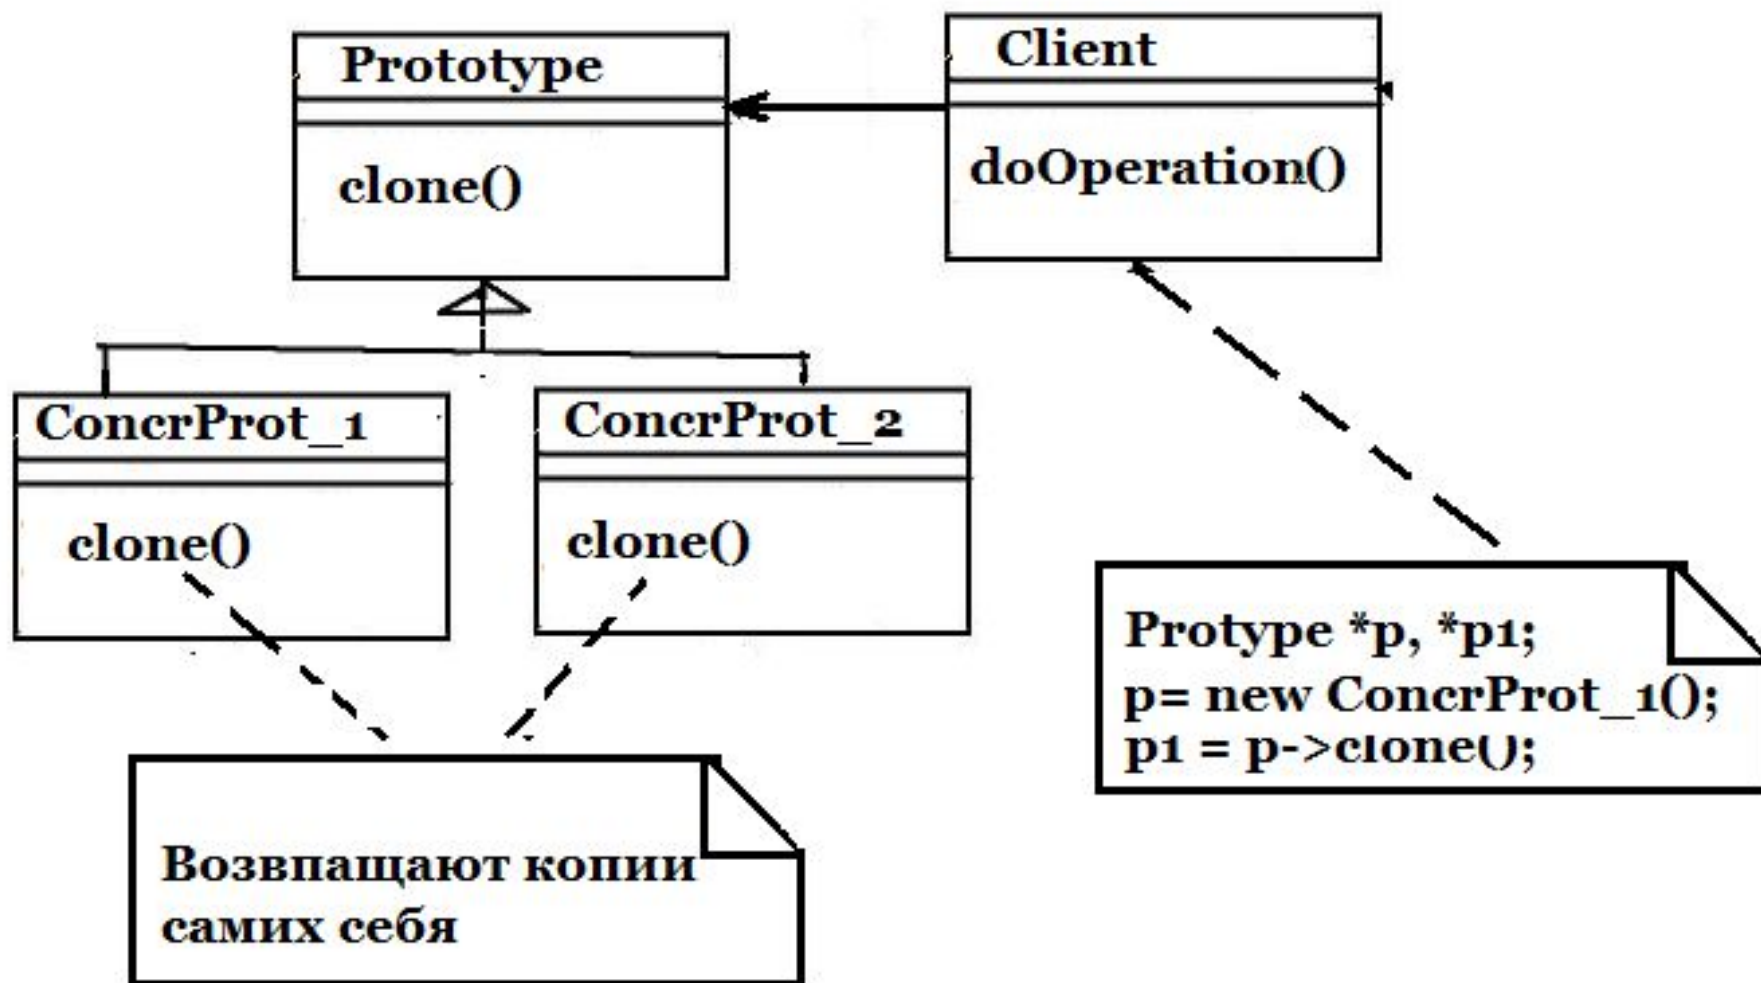 Prototype
clone()
Client
doOperation()
ConcrProt_1
clone()
ConcrProt_2
clone()
Protype *p, *p1;
p= new ConcrProt_1();
p1 = p->clone();
Возвпащают копии
самих себя